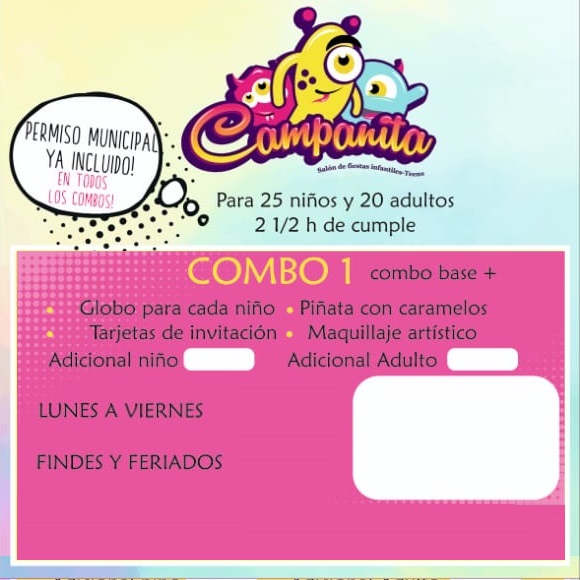 Campanita
Salón de fiestas infantiles-Teens
PERMISO MUNICIPAL
YA INCLUIDO!
EN TODOS
LOS COMBOS!
Para 25 niños y 20 adultos
2 1/2 h de cumple
COMBO 1 combo base +
• Globo para cada niño • Piñata con caramelos
• Tarjetas de invitación • Maquillaje artístico
Adicional niño Adicional Adulto
LUNES A VIERNES
FINDES Y FERIADOS